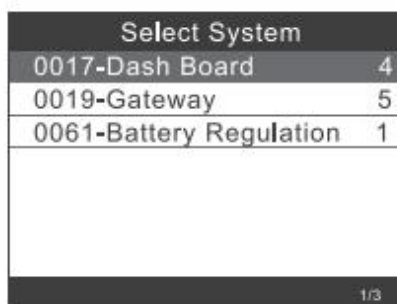 Select System
0017-Dash Board 4
0019-Gateway 5
0061-Battery Regulation 1
1/3